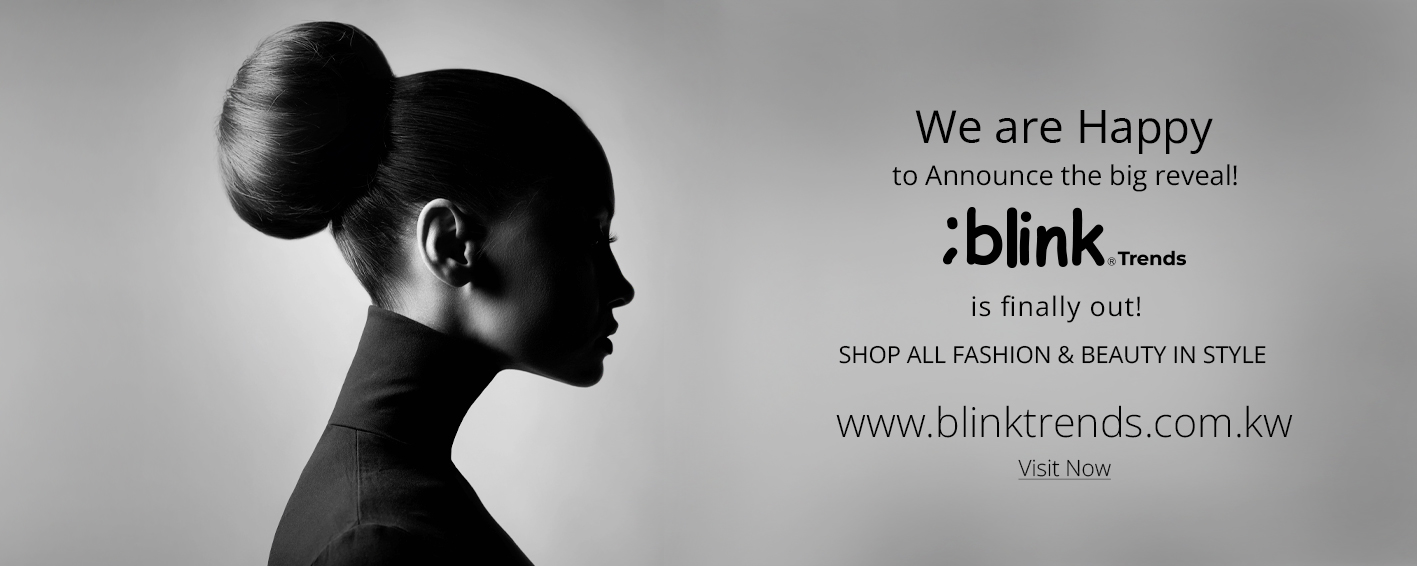 We are Happy
to Announce the big reveal!
;blink® Trends
is finally out!
SHOP ALL FASHION & BEAUTY IN STYLE
www.blinktrends.com.kw
Visit Now